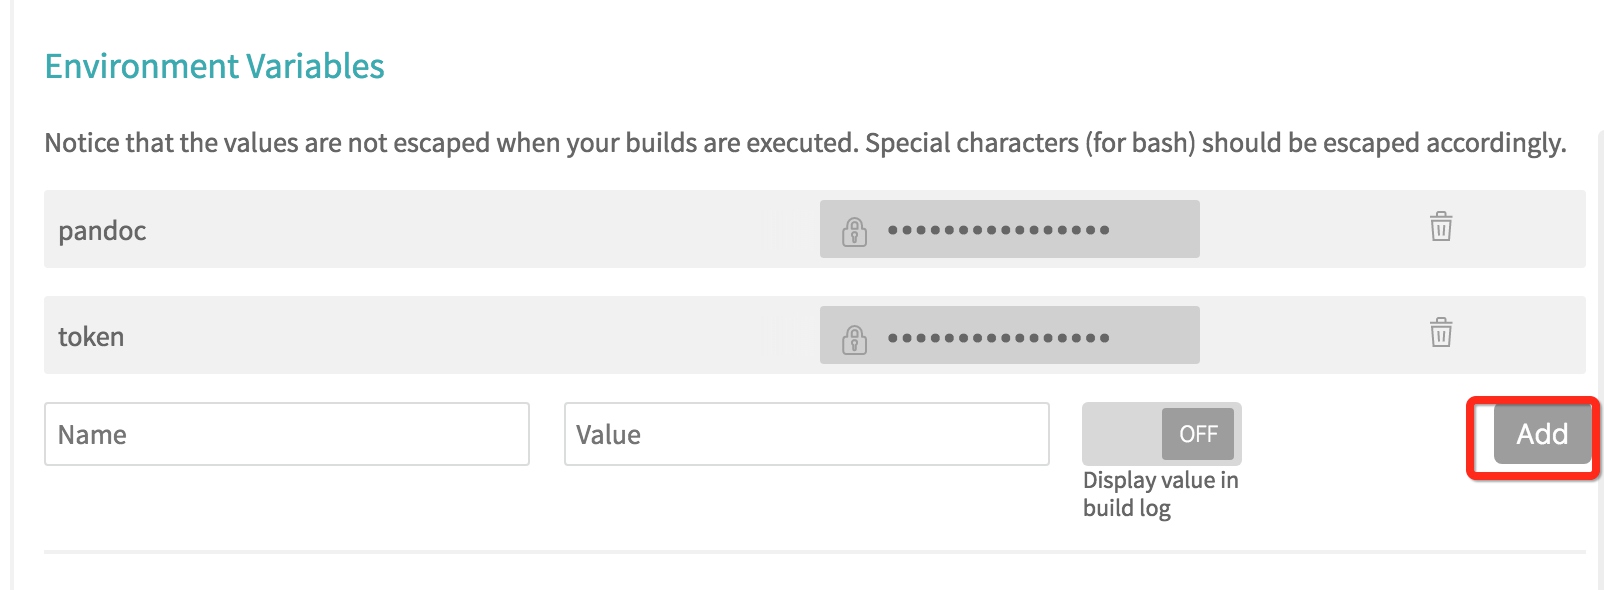 Environment Variables
Notice that the values are not escaped when your builds are executed. Special characters (for bash) should be escaped accordingly.
pandoc ••••••••••••••••
token ••••••••••••••••
Name Value OFF Add
Display value in
build log